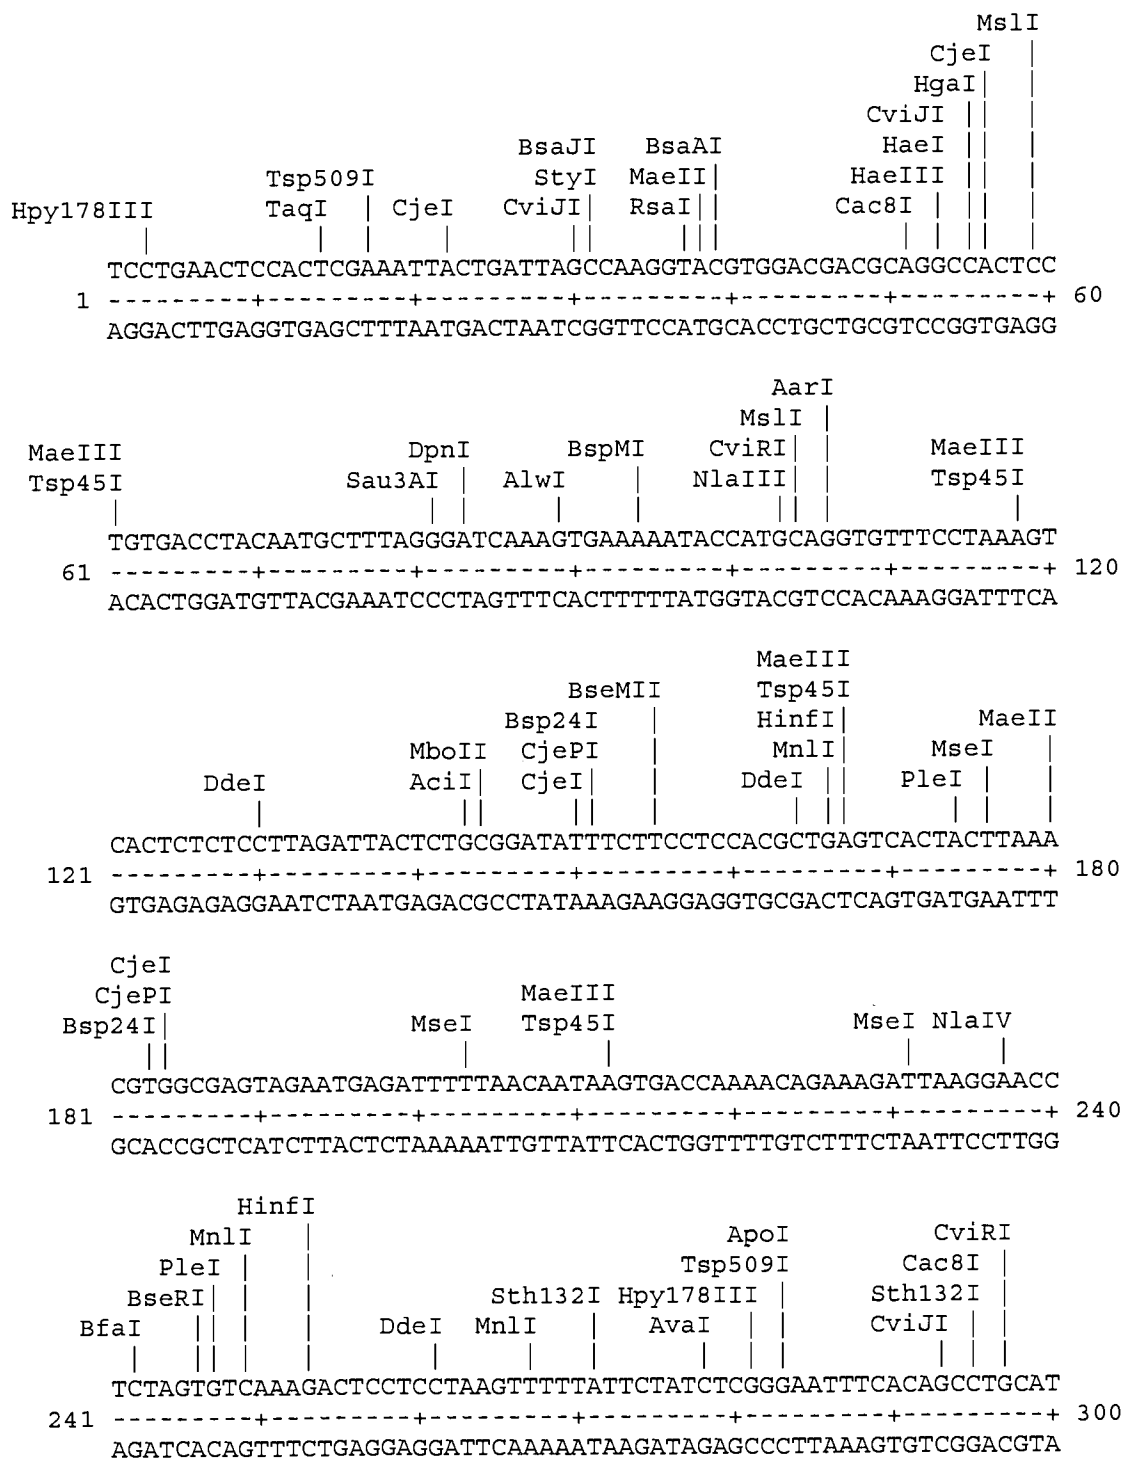 MslI
CjeI |
HgaI| |
CviJI | | |
BsaJI BsaAI HaeI | | | |
Tsp509I StyI MaeII| HaeIII | | | |
Hpy178III TaqI | CjeI CviJI | RsaI| | Cac8I | | | |
TCCTGAACTCCACTCGAAATTACTGATTAGCCAAGGTACGTGGACGACGCAGGCCACTCC
1 ---------+---------+---------+---------+---------+---------+ 60
AGGACTTGAGGTGAGCTTTAATGACTAATCGGTTCCATGCACCTGCTGCGTCCGGTGAGG
AarI
MslI |
MaeIII DpnI BspMI CviRI| | MaeIII
Tsp45I Sau3AI | AlwI | NlaIII| | Tsp45I
TGTGACCTACAATGCTTTAGGGATCAAAGTGAAAAATACCATGCAGGTGTTTCCTAAAGT
61 ---------+---------+---------+---------+---------+---------+ 120
ACACTGGATGTTACGAAATCCCTAGTTTCACTTTTTATGGTACGTCCACAAAGGATTTCA
MaeIII
BseMII Tsp45I
Bsp24I | HinfI| MaeII
MboII CjePI | MnlI| MseI |
DdeI AciI| CjeI| | DdeI || PleI | |
CACTCTCTCCTTAGATTACTCTGCGGATATTTCTTCCTCCACGCTGAGTCACTACTTAAA
121 ---------+---------+---------+---------+---------+---------+ 180
GTGAGAGAGGAATCTAATGAGACGCCTATAAAGAAGGAGGTGCGACTCAGTGATGAATTT
CjeI
CjePI MaeIII
Bsp24I| MseI Tsp45I MseI NlaIV
CGTGGCGAGTAGAATGAGATTTTTAACAATAAGTGACCAAAACAGAAAGATTAAGGAACC
181 ---------+---------+---------+---------+---------+---------+ 240
GCACCGCTCATCTTACTCTAAAAATTGTTATTCACTGGTTTTGTCTTTCTAATTCCTTGG
HinfI
MnlI | ApoI CviRI
PleI | | Tsp509I Cac8I |
BseRI| | | Sth132I Hpy178III | Sth132I |
BfaI || | | DdeI MnlI | AvaI | | CviJI | |
TCTAGTGTCAAAGACTCCTCCTAAGTTTTTATTCTATCTCGGGAATTTCACAGCCTGCAT
241 ---------+---------+---------+---------+---------+---------+ 300
AGATCACAGTTTCTGAGGAGGATTCAAAAATAAGATAGAGCCCTTAAAGTGTCGGACGTA